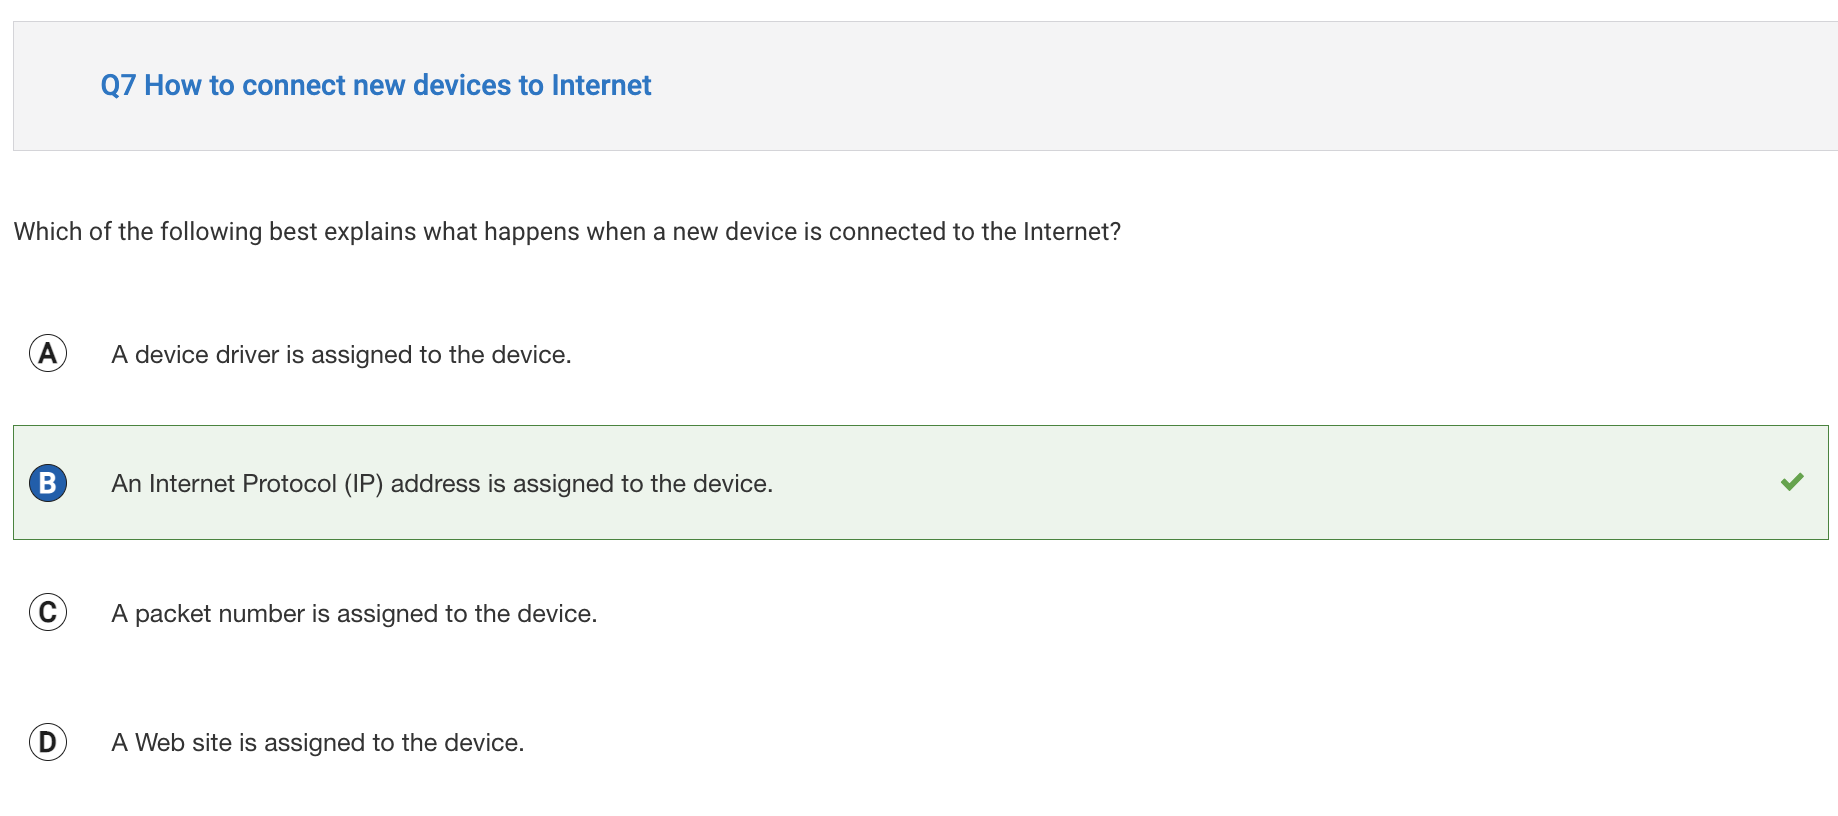 Q7 How to connect new devices to Internet
Which of the following best explains what happens when a new device is connected to the Internet?
A A device driver is assigned to the device.
B An Internet Protocol (IP) address is assigned to the device.
C A packet number is assigned to the device.
D A Web site is assigned to the device.